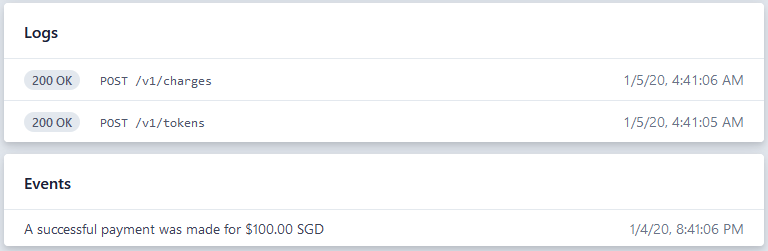 Logs
200 OK POST /v1/charges 1/5/20, 4:41:06 AM
200 OK POST /v1/tokens 1/5/20, 4:41:05 AM
Events
A successful payment was made for $100.00 SGD 1/4/20, 8:41:06 PM